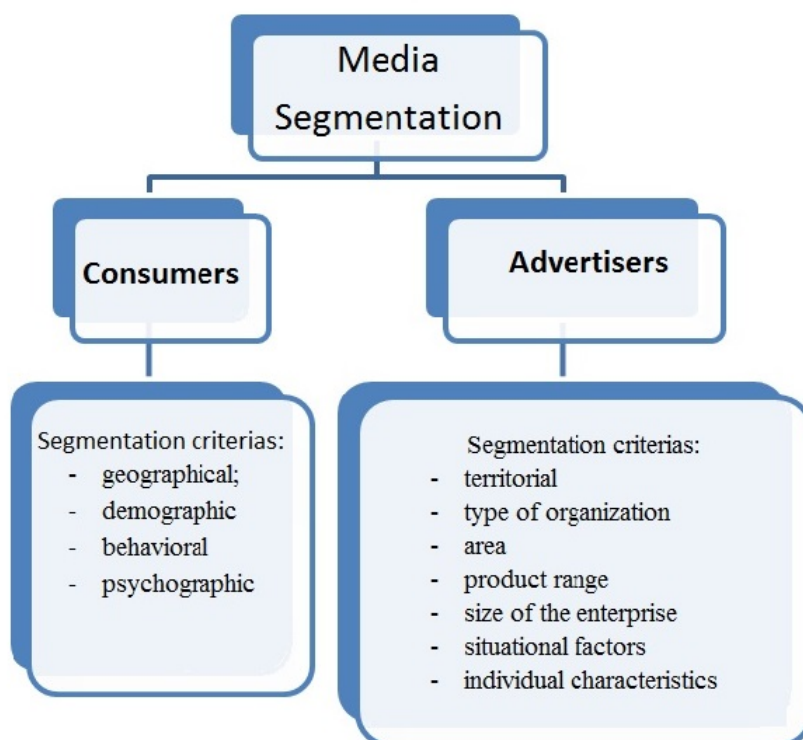 Media
Segmentation
Consumers
Advertisers
Segmentation criterias:
- geographical;
- demographic
- behavioral
- psychographic
Segmentation criterias:
- territorial
- type of organization
- area
- product range
- size of the enterprise
- situational factors
- individual characteristics